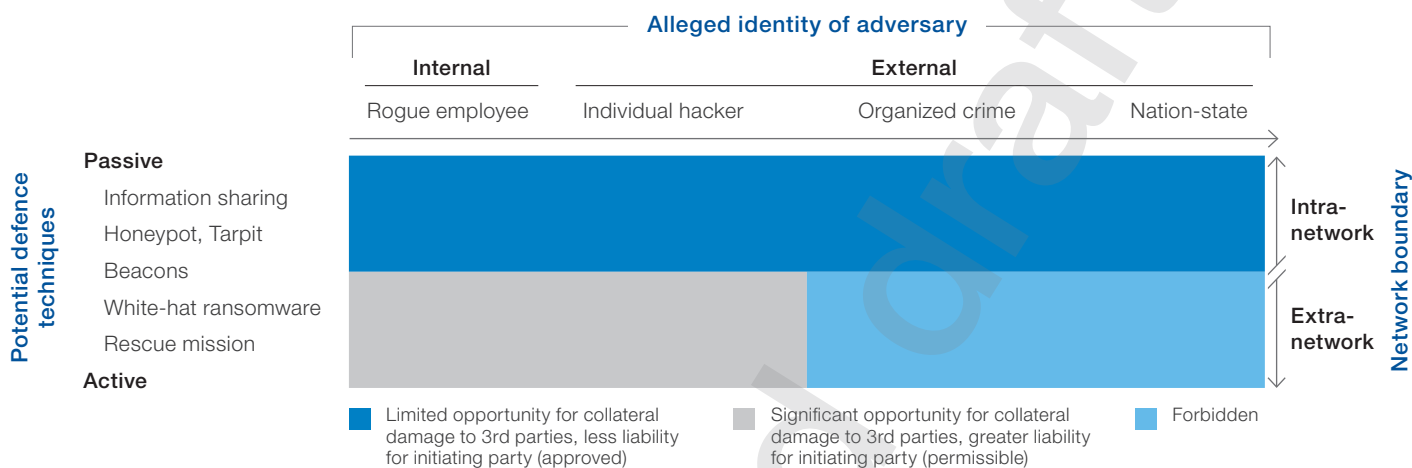 Alleged identity of adversary
Internal
External
Rogue employee
Individual hacker
Organized crime
Nation-state
Potential defence
techniques
Passive
Information sharing
Honeypot, Tarpit
Beacons
White-hat ransomware
Rescue mission
Active
Intra-
network
Extra-
network
Network boundary
Limited opportunity for collateral
damage to 3rd parties, less liability
for initiating party (approved)
Significant opportunity for collateral
damage to 3rd parties, greater liability
for initiating party (permissible)
Forbidden
d draft